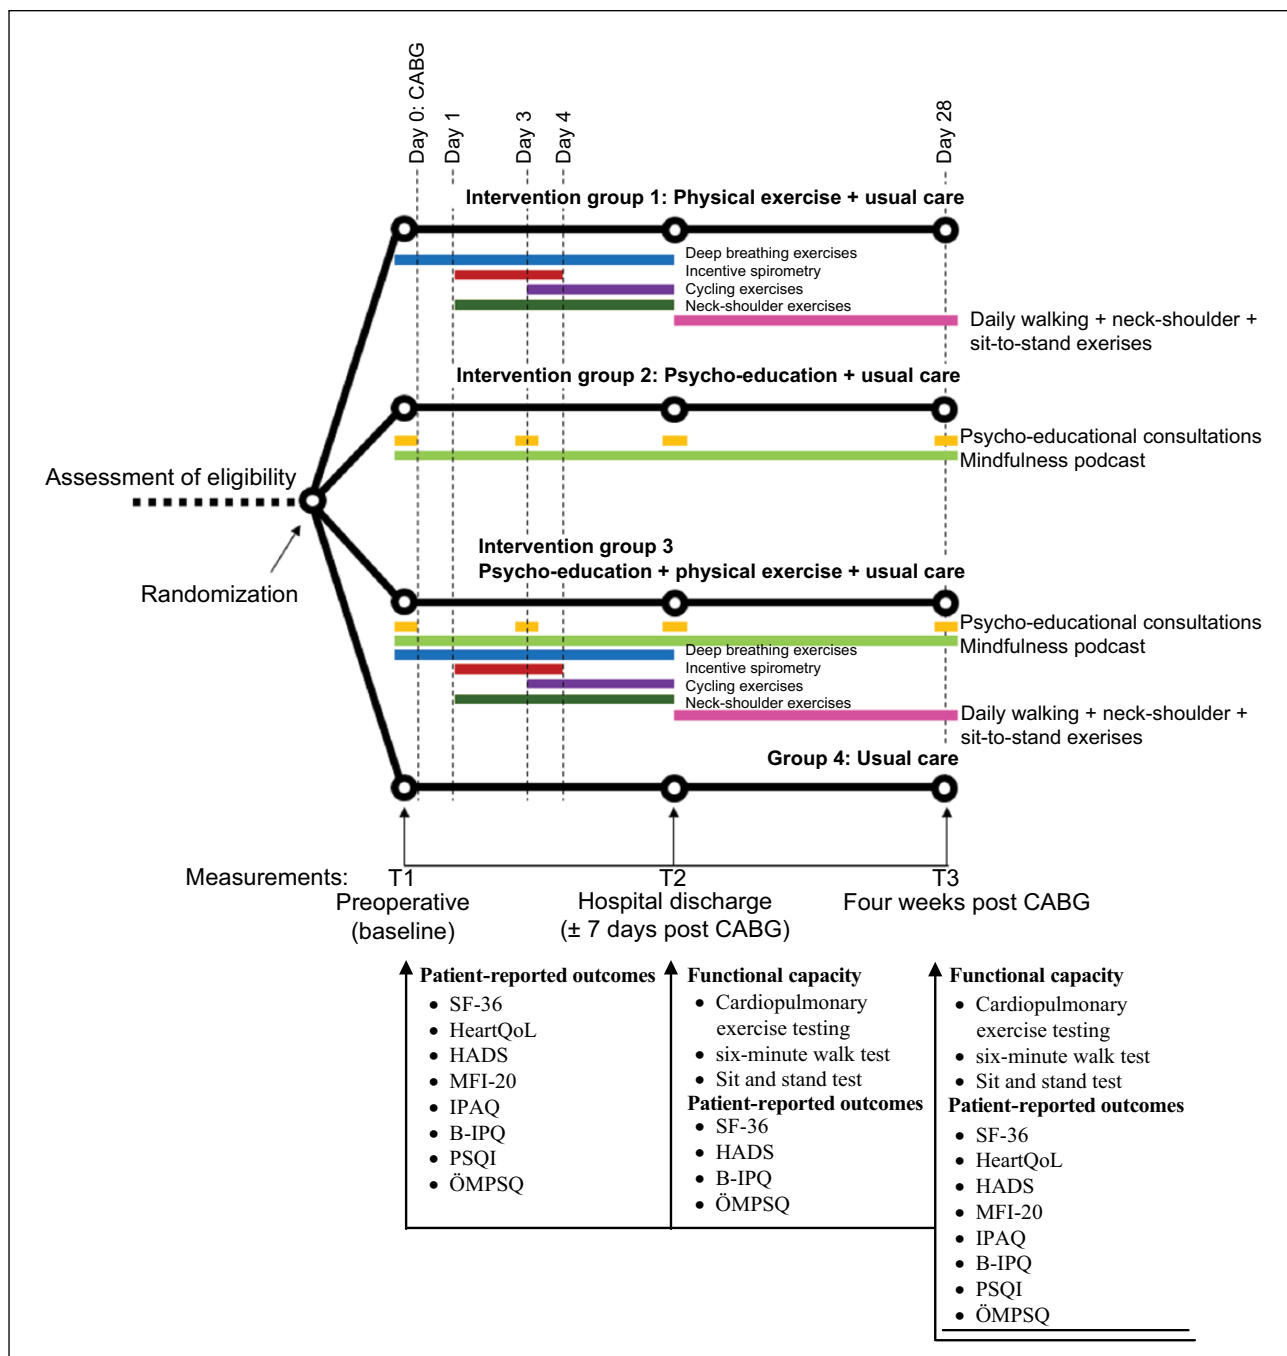 Day 0: CABG
Day 1
Day 3
Day 4
Day 28
Intervention group 1: Physical exercise + usual care
Deep breathing exercises
Incentive spirometry
Cycling exercises
Neck-shoulder exercises
Daily walking + neck-shoulder +
sit-to-stand exerises
Intervention group 2: Psycho-education + usual care
Psycho-educational consultations
Mindfulness podcast
Assessment of eligibility
Randomization
Intervention group 3
Psycho-education + physical exercise + usual care
Psycho-educational consultations
Mindfulness podcast
Deep breathing exercises
Incentive spirometry
Cycling exercises
Neck-shoulder exercises
Daily walking + neck-shoulder +
sit-to-stand exerises
Group 4: Usual care
Measurements:
T1
Preoperative
(baseline)
T2
Hospital discharge
(± 7 days post CABG)
T3
Four weeks post CABG
Patient-reported outcomes
• SF-36
• HeartQoL
• HADS
• MFI-20
• IPAQ
• B-IPQ
• PSQI
• ÖMPSQ
Functional capacity
• Cardiopulmonary
exercise testing
• six-minute walk test
• Sit and stand test
Patient-reported outcomes
• SF-36
• HADS
• B-IPQ
• ÖMPSQ
Functional capacity
• Cardiopulmonary
exercise testing
• six-minute walk test
• Sit and stand test
Patient-reported outcomes
• SF-36
• HeartQoL
• HADS
• MFI-20
• IPAQ
• B-IPQ
• PSQI
• ÖMPSQ